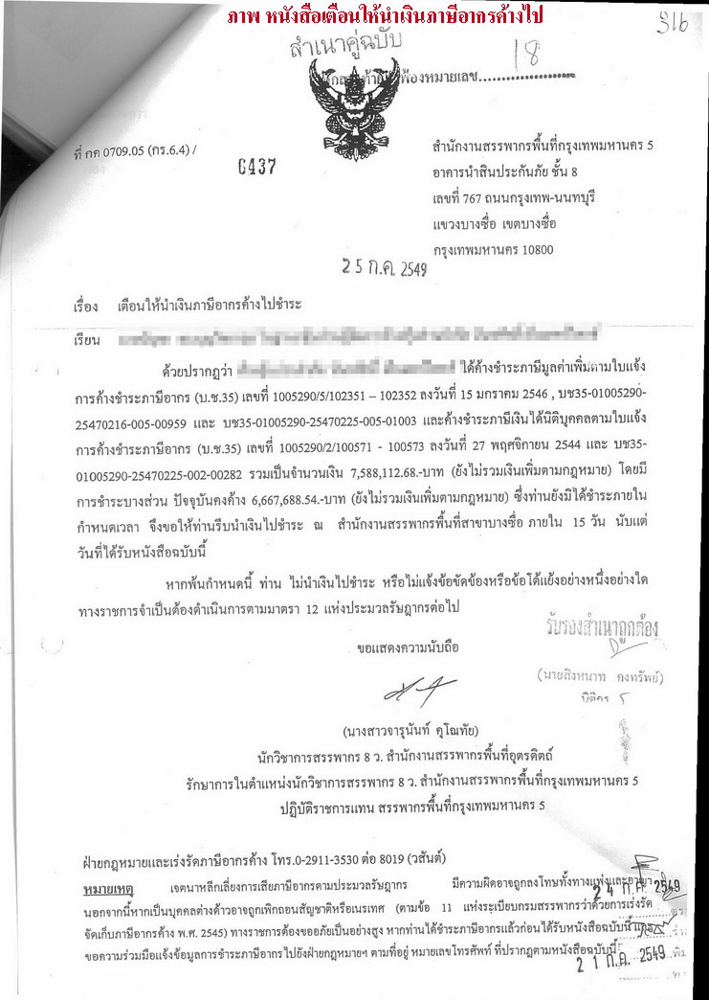 ภาพ หนังสือเตือนให้นำเงินภาษีอากรค้างไป
316
สำเนาคู่ฉบับ
18
ฟ้องหมายเลข....................
ที่ กค 0709.05 (กร.6.4) /
0437
สำนักงานสรรพากรพื้นที่กรุงเทพมหานคร 5
อาคารนำสินประกันภัย ชั้น 8
เลขที่ 767 ถนนกรุงเทพ-นนทบุรี
แขวงบางซื่อ เขตบางซื่อ
กรุงเทพมหานคร 10800
25 ก.ค. 2549
เรื่อง เตือนให้นำเงินภาษีอากรค้างไปชำระ
เรียน
ด้วยปรากฏว่า ได้ค้างชำระภาษีมูลค่าเพิ่มตามใบแจ้ง
การค้างชำระภาษีอากร (บ.ช.35) เลขที่ 1005290/5/102351 – 102352 ลงวันที่ 15 มกราคม 2546 , บช35-01005290-
25470216-005-00959 และ บช35-01005290-25470225-005-01003 และค้างชำระภาษีเงินได้นิติบุคคลตามใบแจ้ง
การค้างชำระภาษีอากร (บ.ช.35) เลขที่ 1005290/2/100571 - 100573 ลงวันที่ 27 พฤศจิกายน 2544 และ บช35-
01005290-25470225-002-00282 รวมเป็นจำนวนเงิน 7,588,112.68.-บาท (ยังไม่รวมเงินเพิ่มตามกฎหมาย) โดยมี
การชำระบางส่วน ปัจจุบันคงค้าง 6,667,688.54.-บาท (ยังไม่รวมเงินเพิ่มตามกฎหมาย) ซึ่งท่านยังมิได้ชำระภายใน
กำหนดเวลา จึงขอให้ท่านรีบนำเงินไปชำระ ณ สำนักงานสรรพากรพื้นที่สาขาบางซื่อ ภายใน 15 วัน นับแต่
วันที่ได้รับหนังสือฉบับนี้
หากพ้นกำหนดนี้ ท่าน ไม่นำเงินไปชำระ หรือไม่แจ้งข้อขัดข้องหรือข้อโต้แย้งอย่างหนึ่งอย่างใด
ทางราชการจำเป็นต้องดำเนินการตามมาตรา 12 แห่งประมวลรัษฎากรต่อไป
รับรองสำเนาถูกต้อง
ขอแสดงความนับถือ
(นายสิงหนาท คงทรัพย์)
นิติกร 5
(นางสาวจารุนันท์ คูโณทัย)
นักวิชาการสรรพากร 8 ว. สำนักงานสรรพากรพื้นที่อุตรดิตถ์
รักษาการในตำแหน่งนักวิชาการสรรพากร 8 ว. สำนักงานสรรพากรพื้นที่กรุงเทพมหานคร 5
ปฏิบัติราชการแทน สรรพากรพื้นที่กรุงเทพมหานคร 5
ฝ่ายกฎหมายและเร่งรัดภาษีอากรค้าง โทร.0-2911-3530 ต่อ 8019 (วสันต์)
หมายเหตุ เจตนาหลีกเลี่ยงการเสียภาษีอากรตามประมวลรัษฎากร มีความผิดอาจถูกลงโทษทั้งทางแพ่งและอาญา
24 ก.ค. 2549
นอกจากนี้หากเป็นบุคคลต่างด้าวอาจถูกเพิกถอนสัญชาติหรือเนรเทศ (ตามข้อ 11 แห่งระเบียบกรมสรรพากรว่าด้วยการเร่งรัด
จัดเก็บภาษีอากรค้าง พ.ศ. 2545) ทางราชการต้องขออภัยเป็นอย่างสูง หากท่านได้ชำระภาษีอากรแล้วก่อนได้รับหนังสือฉบับนี้
ขอความร่วมมือแจ้งข้อมูลการชำระภาษีอากรไปยังฝ่ายกฎหมายฯ ตามที่อยู่ หมายเลขโทรศัพท์ ที่ปรากฏตามหนังสือฉบับนี้
21 ก.ค. 2549